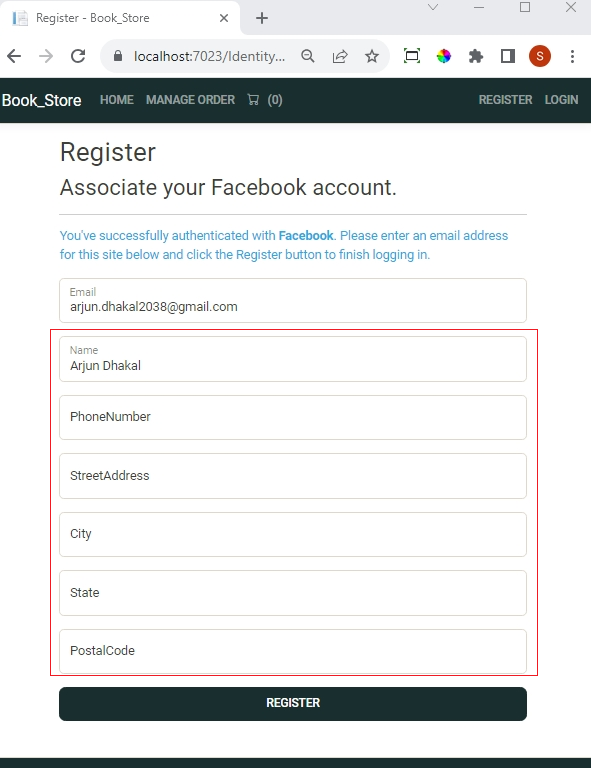 Register - Book_Store
localhost:7023/Identity...
S
Book_Store HOME MANAGE ORDER (0) REGISTER LOGIN
Register
Associate your Facebook account.
You've successfully authenticated with Facebook. Please enter an email address
for this site below and click the Register button to finish logging in.
Email
arjun.dhakal2038@gmail.com
Name
Arjun Dhakal
PhoneNumber
StreetAddress
City
State
PostalCode
REGISTER